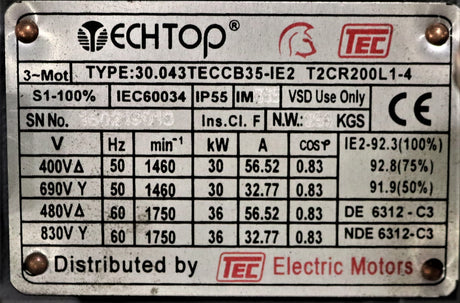 TECHTOP® TEC
3~Mot TYPE:30.043TECCB35-IE2 T2CR200L1-4
S1-100% IEC60034 IP55 IM VSD Use Only CE
SN No. Ins.Cl. F N.W.: KGS
V Hz min⁻¹ kW A COSφ IE2-92.3(100%)
400VΔ 50 1460 30 56.52 0.83 92.8(75%)
690V Y 50 1460 30 32.77 0.83 91.9(50%)
480VΔ 60 1750 36 56.52 0.83 DE 6312-C3
830V Y 60 1750 36 32.77 0.83 NDE 6312-C3
Distributed by TEC Electric Motors